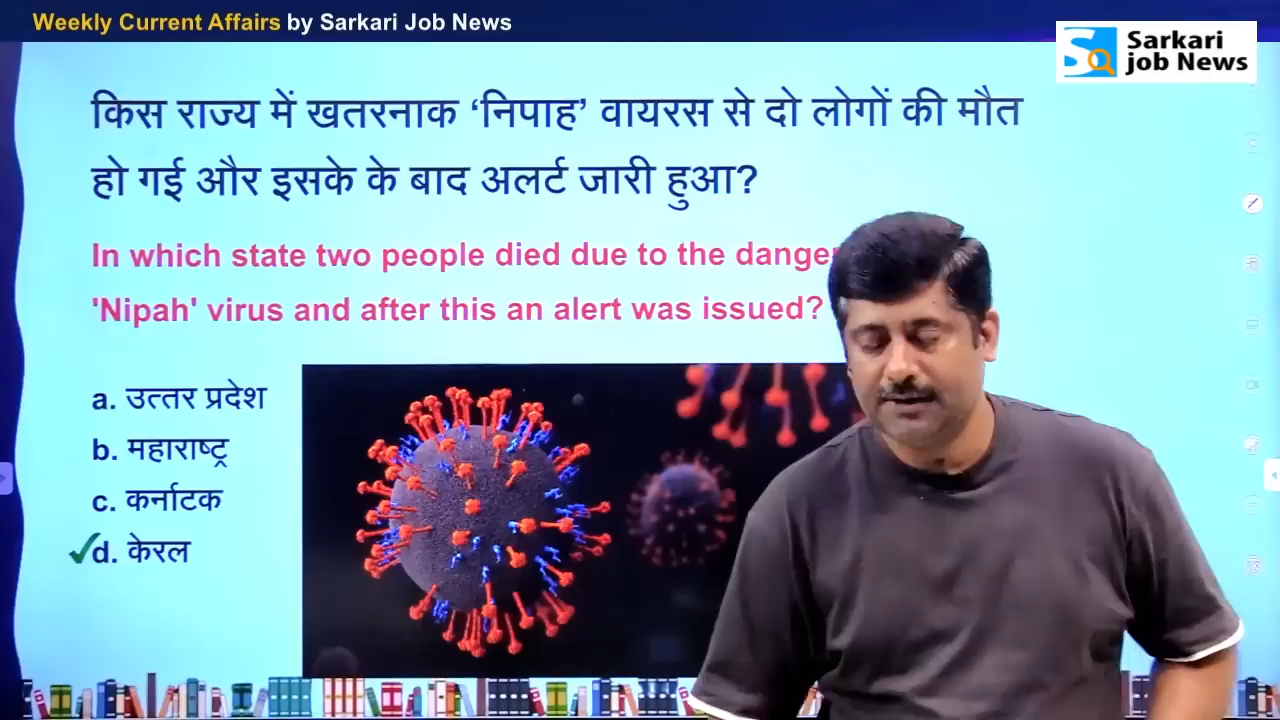 Weekly Current Affairs by Sarkari Job News
Sarkari
job News
किस राज्य में खतरनाक ‘निपाह’ वायरस से दो लोगों की मौत
हो गई और इसके के बाद अलर्ट जारी हुआ?
In which state two people died due to the
'Nipah' virus and after this an alert was issued?
a. उत्तर प्रदेश
b. महाराष्ट्र
c. कर्नाटक
d. केरल